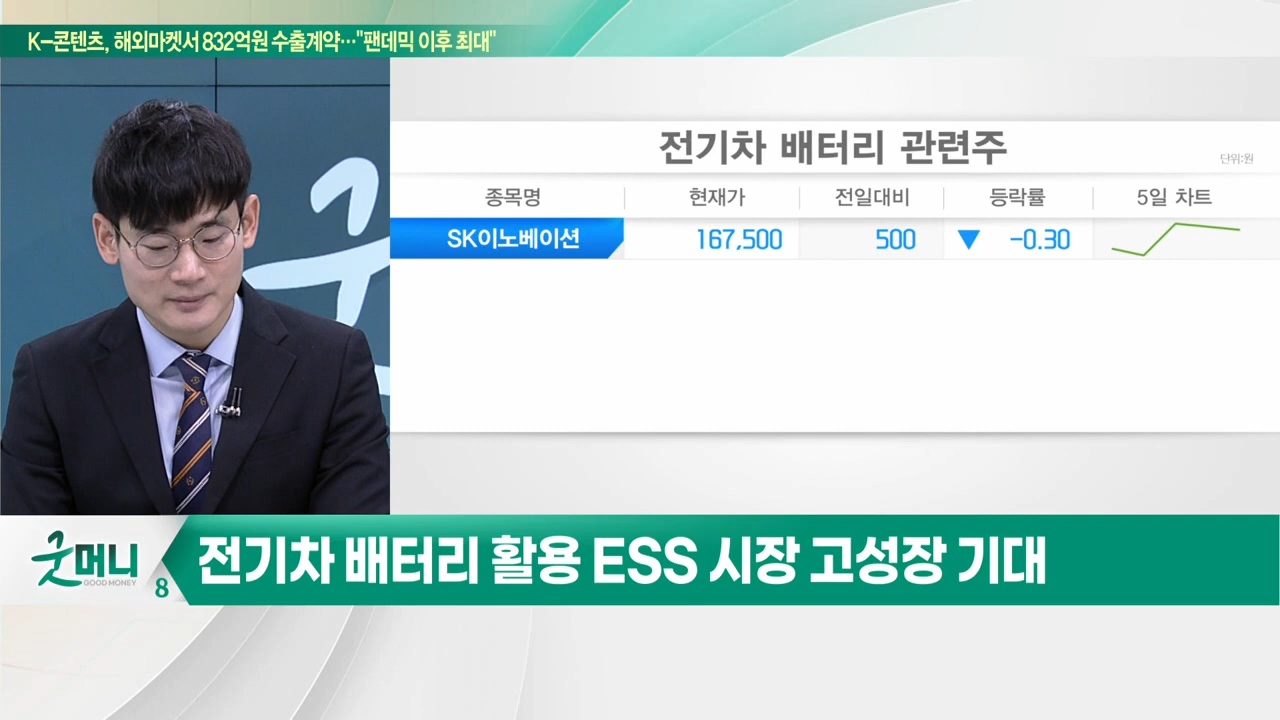 K-콘텐츠, 해외마켓서 832억원 수출계약…"팬데믹 이후 최대"
전기차 배터리 관련주
단위:원
종목명 현재가 전일대비 등락률 5일 차트
SK이노베이션 167,500 500 ▼ -0.30
굿머니
GOOD MONEY
8
전기차 배터리 활용 ESS 시장 고성장 기대